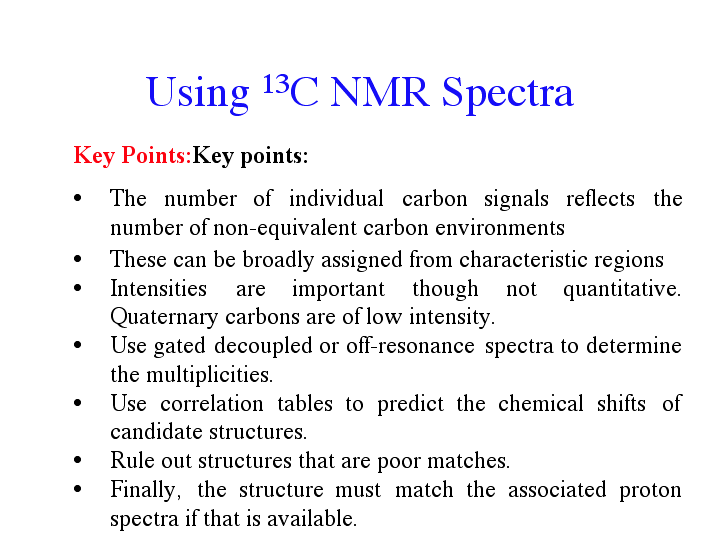 Using ¹³C NMR Spectra
Key Points:Key points:
• The number of individual carbon signals reflects the
number of non-equivalent carbon environments
• These can be broadly assigned from characteristic regions
• Intensities are important though not quantitative.
Quaternary carbons are of low intensity.
• Use gated decoupled or off-resonance spectra to determine
the multiplicities.
• Use correlation tables to predict the chemical shifts of
candidate structures.
• Rule out structures that are poor matches.
• Finally, the structure must match the associated proton
spectra if that is available.